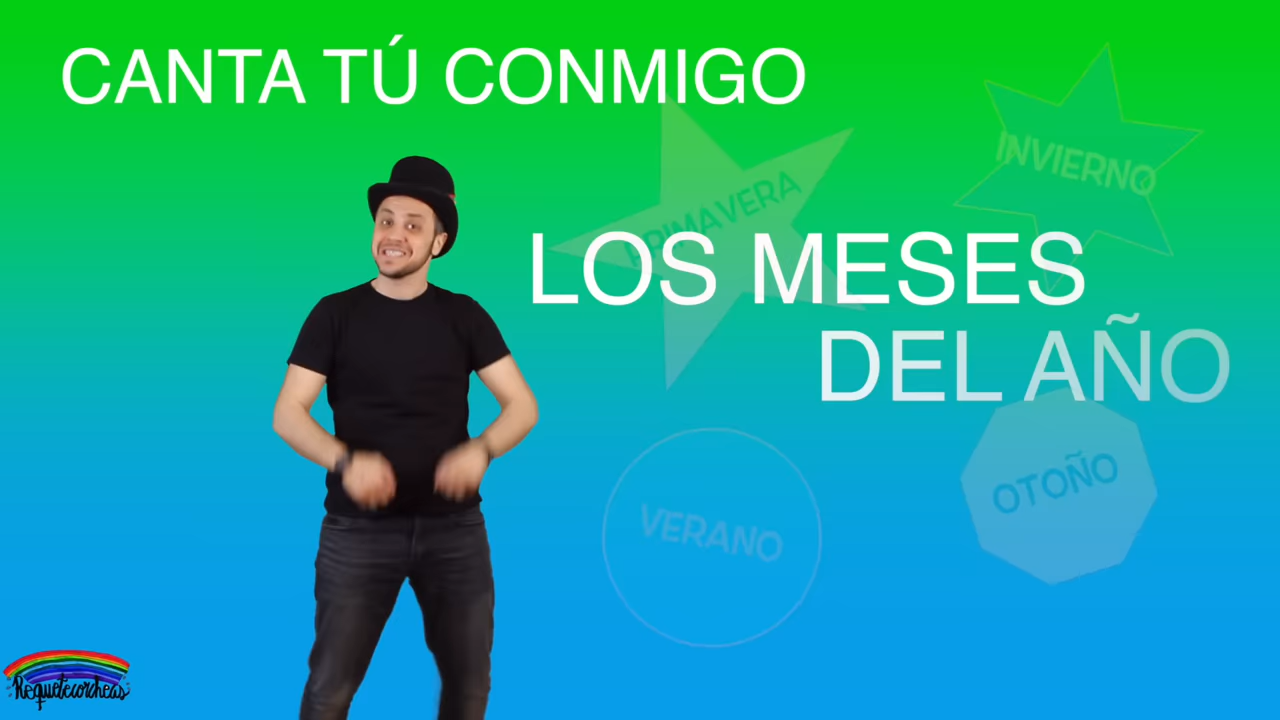 CANTA TÚ CONMIGO
INVIERNO
PRIMAVERA
LOS MESES
DEL AÑO
OTOÑO
VERANO
Requetecorcheas